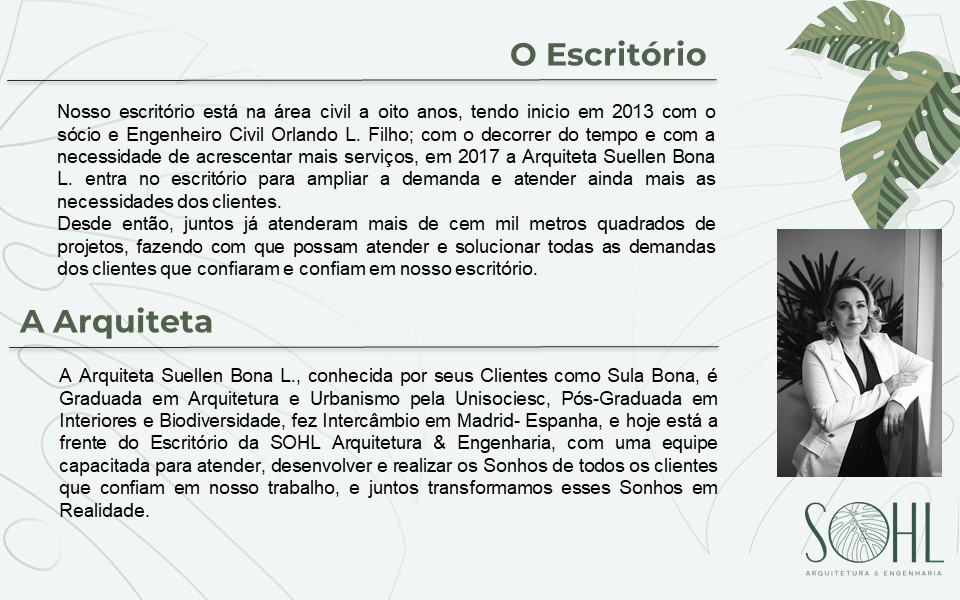 O Escritório
Nosso escritório está na área civil a oito anos, tendo inicio em 2013 com o
sócio e Engenheiro Civil Orlando L. Filho; com o decorrer do tempo e com a
necessidade de acrescentar mais serviços, em 2017 a Arquiteta Suellen Bona
L. entra no escritório para ampliar a demanda e atender ainda mais as
necessidades dos clientes.
Desde então, juntos já atenderam mais de cem mil metros quadrados de
projetos, fazendo com que possam atender e solucionar todas as demandas
dos clientes que confiaram e confiam em nosso escritório.
A Arquiteta
A Arquiteta Suellen Bona L., conhecida por seus Clientes como Sula Bona, é
Graduada em Arquitetura e Urbanismo pela Unisociesc, Pós-Graduada em
Interiores e Biodiversidade, fez Intercâmbio em Madrid- Espanha, e hoje está a
frente do Escritório da SOHL Arquitetura & Engenharia, com uma equipe
capacitada para atender, desenvolver e realizar os Sonhos de todos os clientes
que confiam em nosso trabalho, e juntos transformamos esses Sonhos em
Realidade.
SOHL
ARQUITETURA & ENGENHARIA